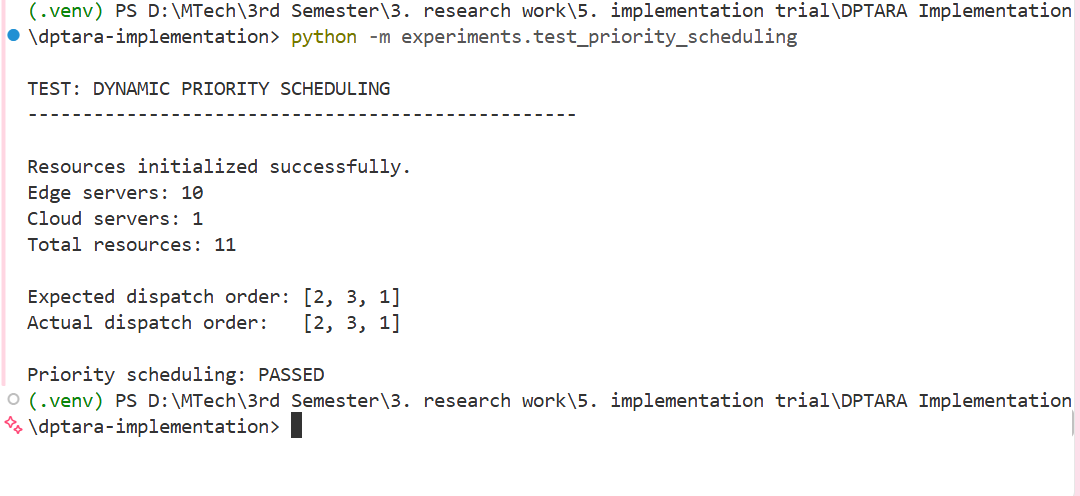 (.venv) PS D:\MTech\3rd Semester\3. research work\5. implementation trial\DPTARA Implementation
\dptara-implementation> python -m experiments.test_priority_scheduling
TEST: DYNAMIC PRIORITY SCHEDULING
--------------------------------------------------
Resources initialized successfully.
Edge servers: 10
Cloud servers: 1
Total resources: 11
Expected dispatch order: [2, 3, 1]
Actual dispatch order:   [2, 3, 1]
Priority scheduling: PASSED
(.venv) PS D:\MTech\3rd Semester\3. research work\5. implementation trial\DPTARA Implementation
\dptara-implementation>